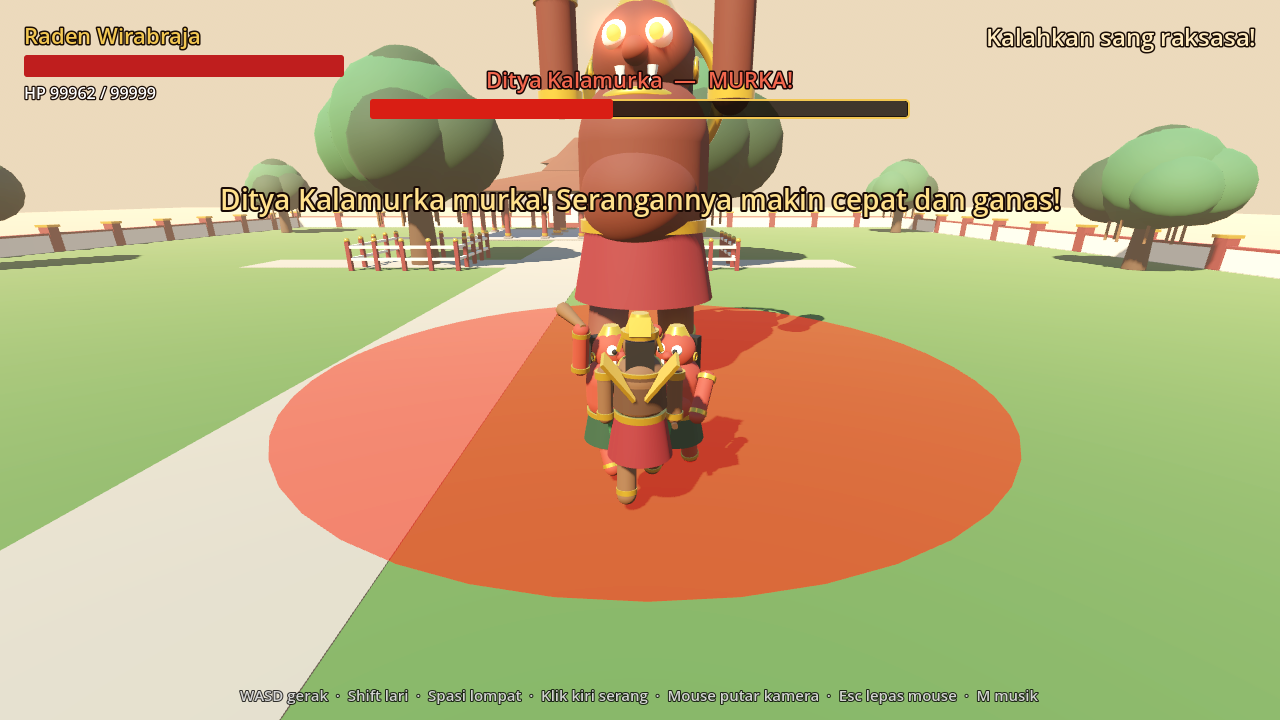 Raden Wirabraja
HP 99962 / 99999
Kalahkan sang raksasa!
Ditya Kalamurka — MURKA!
Ditya Kalamurka murka! Serangannya makin cepat dan ganas!
WASD gerak · Shift lari · Spasi lompat · Klik kiri serang · Mouse putar kamera · Esc lepas mouse · M musik